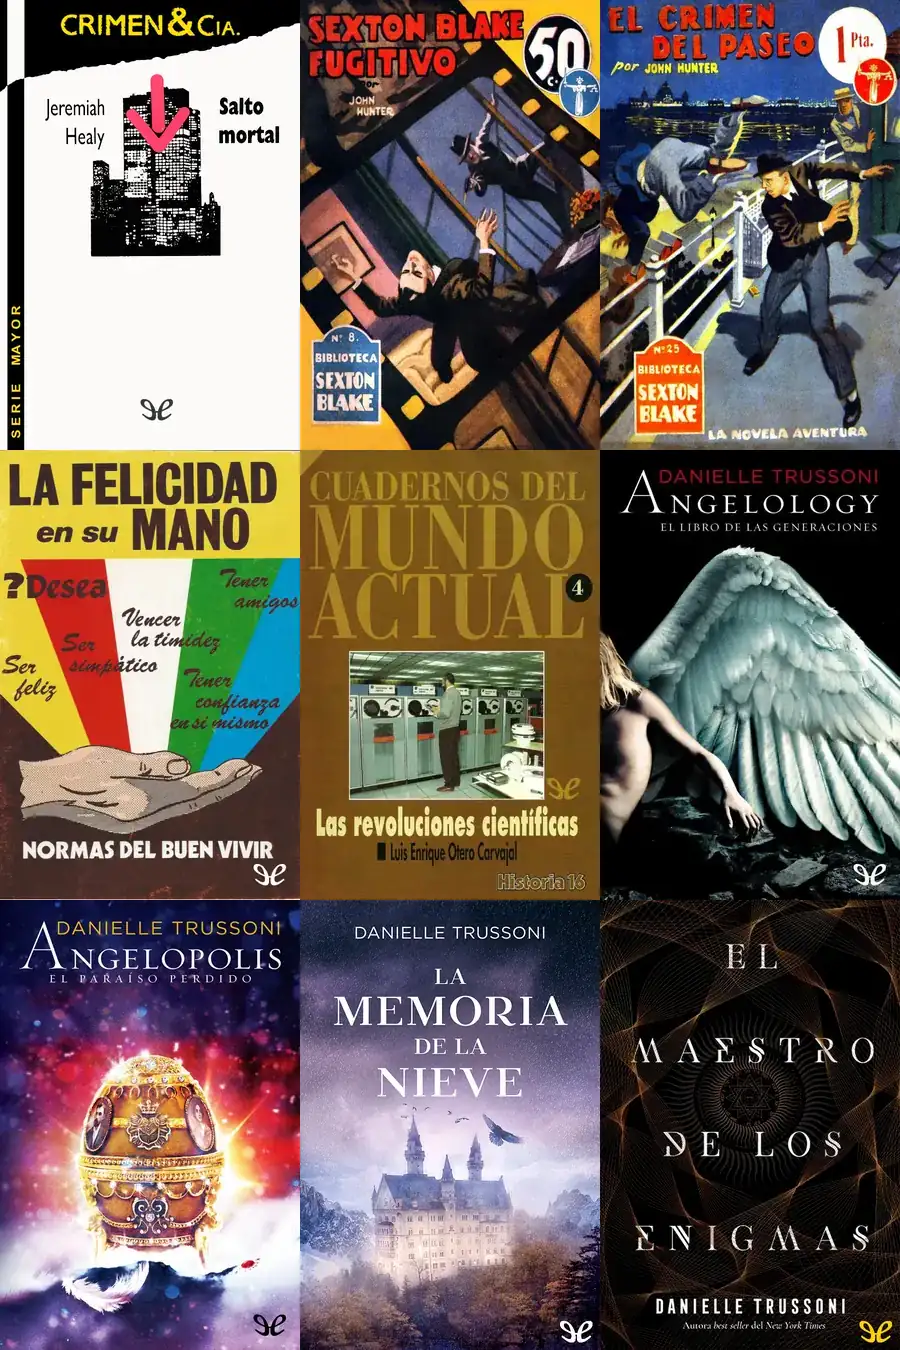 CRIMEN & CIA.
Jeremiah
Healy
Salto
mortal
SERIE MAYOR
SEXTON BLAKE
FUGITIVO
por
JOHN
HUNTER
50
C.
Nº 8.
BIBLIOTECA
SEXTON
BLAKE
EL CRIMEN
DEL PASEO
por JOHN HUNTER
1 Pta.
Nº 25
BIBLIOTECA
SEXTON
BLAKE
LA NOVELA AVENTURA
LA FELICIDAD
en su MANO
?Desea
Ser
feliz
Ser
simpático
Vencer
la timidez
Tener
amigos
Tener
confianza
en si mismo
NORMAS DEL BUEN VIVIR
CUADERNOS DEL
MUNDO
ACTUAL
4
Las revoluciones científicas
Luis Enrique Otero Carvajal
Historia 16
DANIELLE TRUSSONI
ANGELOLOGY
EL LIBRO DE LAS GENERACIONES
DANIELLE TRUSSONI
ANGELOPOLIS
EL PARAÍSO PERDIDO
DANIELLE TRUSSONI
LA
MEMORIA
DE LA
NIEVE
EL
MAESTRO
DE LOS
ENIGMAS
DANIELLE TRUSSONI
Autora best seller del New York Times